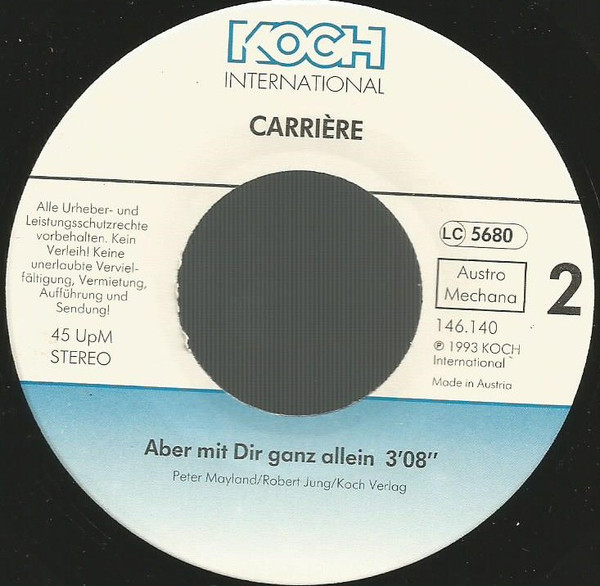 KOCH
INTERNATIONAL
CARRIÈRE
Alle Urheber- und
Leistungsschutzrechte
vorbehalten. Kein
Verleih! Keine
unerlaubte Verviel-
fältigung, Vermietung,
Aufführung und
Sendung!
45 UpM
STEREO
LC 5680
Austro
Mechana
2
146.140
℗ 1993 KOCH
International
Made in Austria
Aber mit Dir ganz allein 3'08"
Peter Mayland/Robert Jung/Koch Verlag